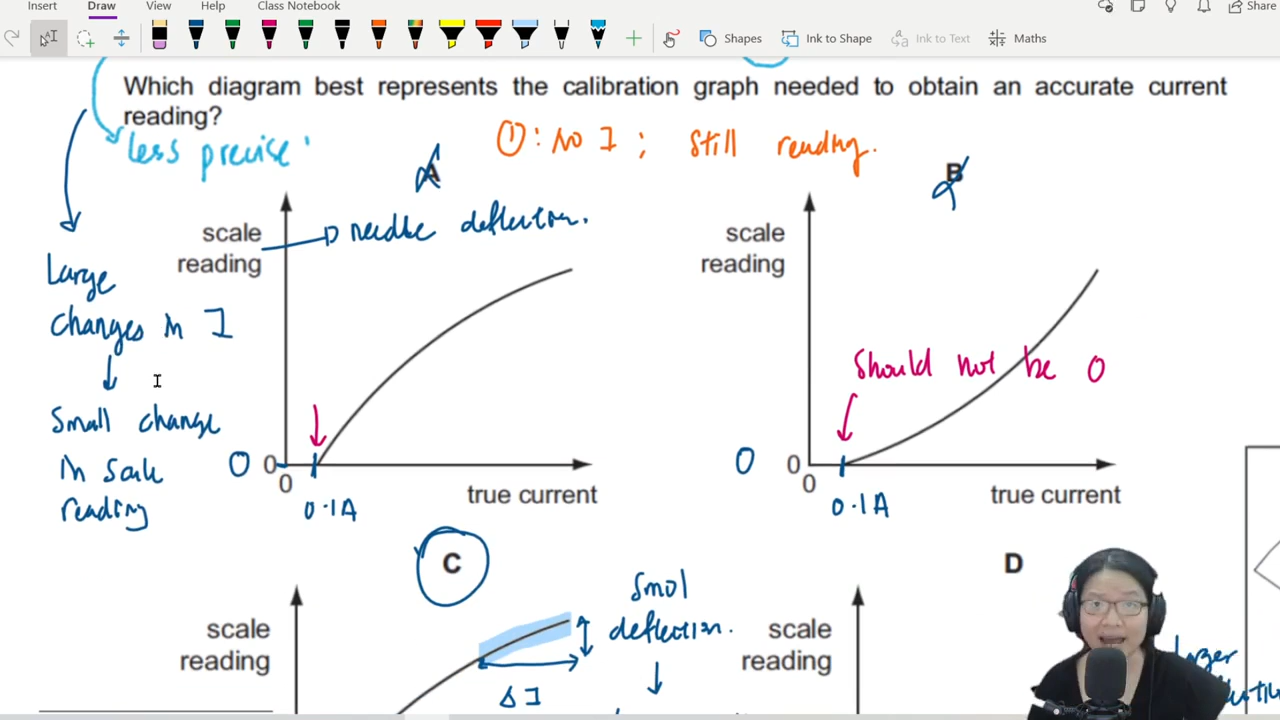 Insert Draw View Class Notebook Share
Shapes Ink to Shape Ink to Text Maths
Which diagram best represents the calibration graph needed to obtain an accurate current
reading?
less precise
①: No I ; Still reading.
A
B
scale
reading
needle deflection.
scale
reading
Large
changes in I
Small change
in scale
reading
Should not be 0
0 0
0
0.1A
true current
0 0
0
0.1A
true current
C
D
scale
reading
Smol
deflection.
ΔI
scale
reading
Larger